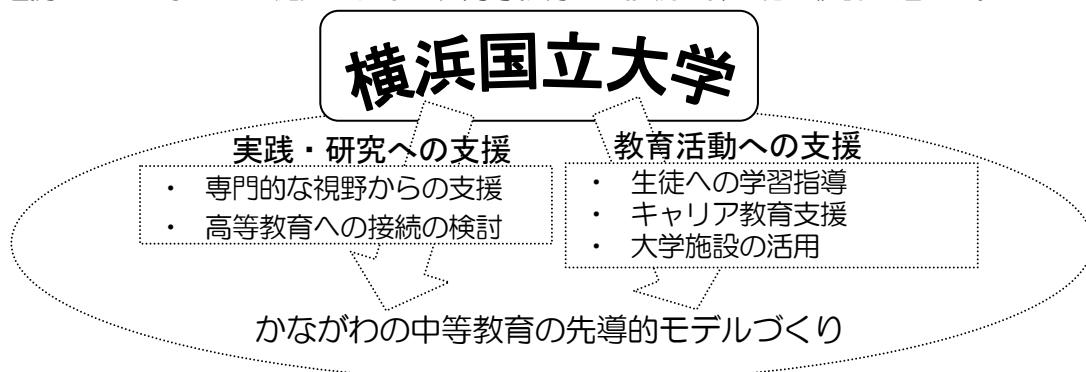 横浜国立大学
実践・研究への支援
・ 専門的な視野からの支援
・ 高等教育への接続の検討
教育活動への支援
・ 生徒への学習指導
・ キャリア教育支援
・ 大学施設の活用
かながわの中等教育の先導的モデルづくり